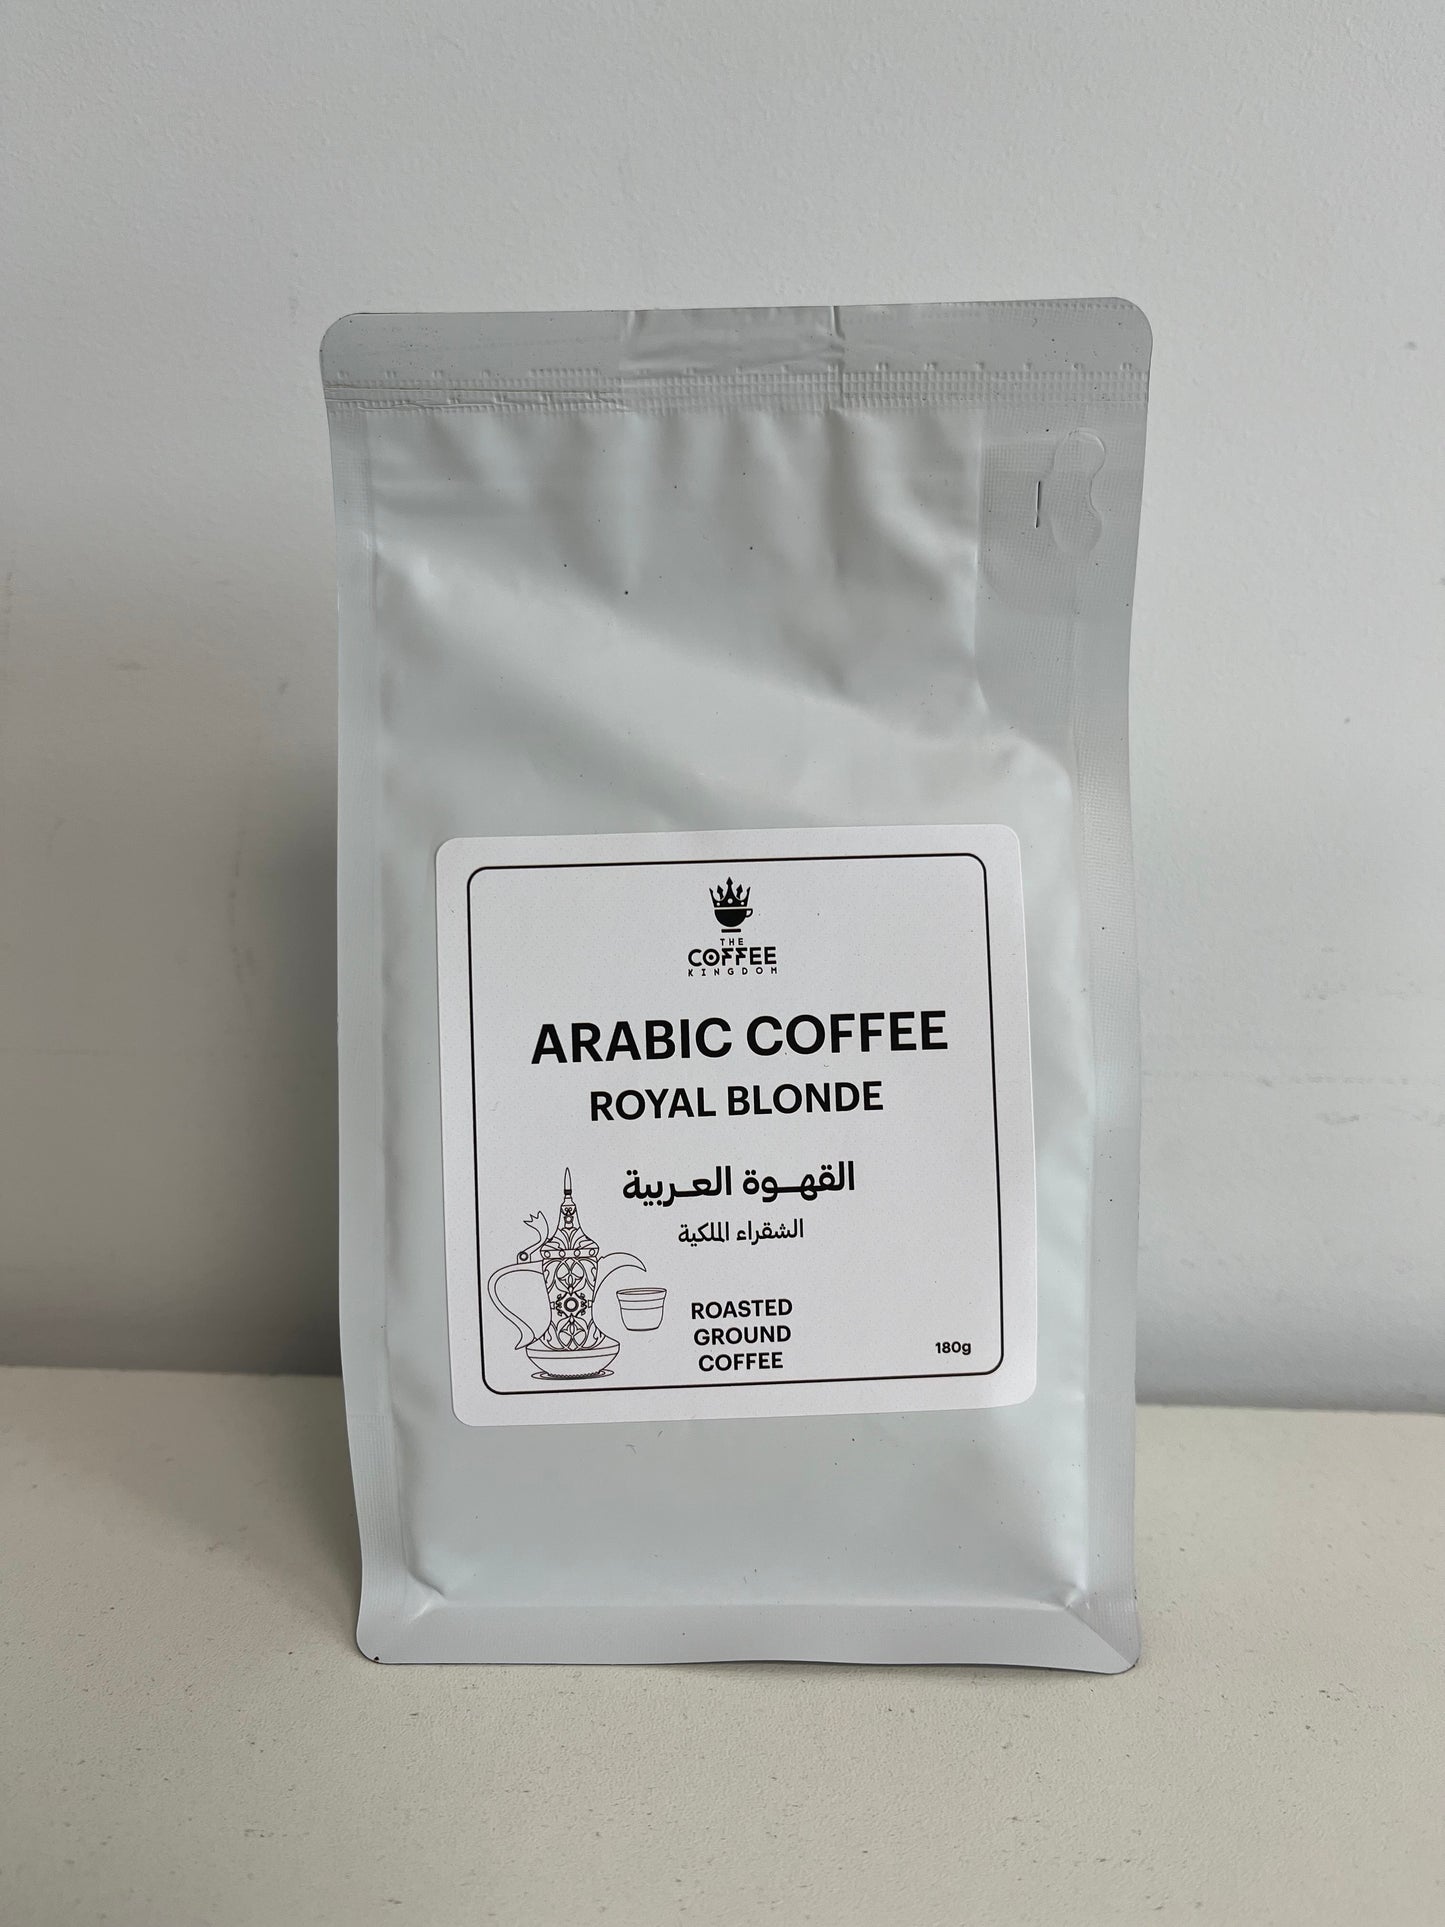 THE
COFFEE
KINGDOM
ARABIC COFFEE
ROYAL BLONDE
القهوة العربية
الشقراء الملكية
ROASTED
GROUND
COFFEE
180g